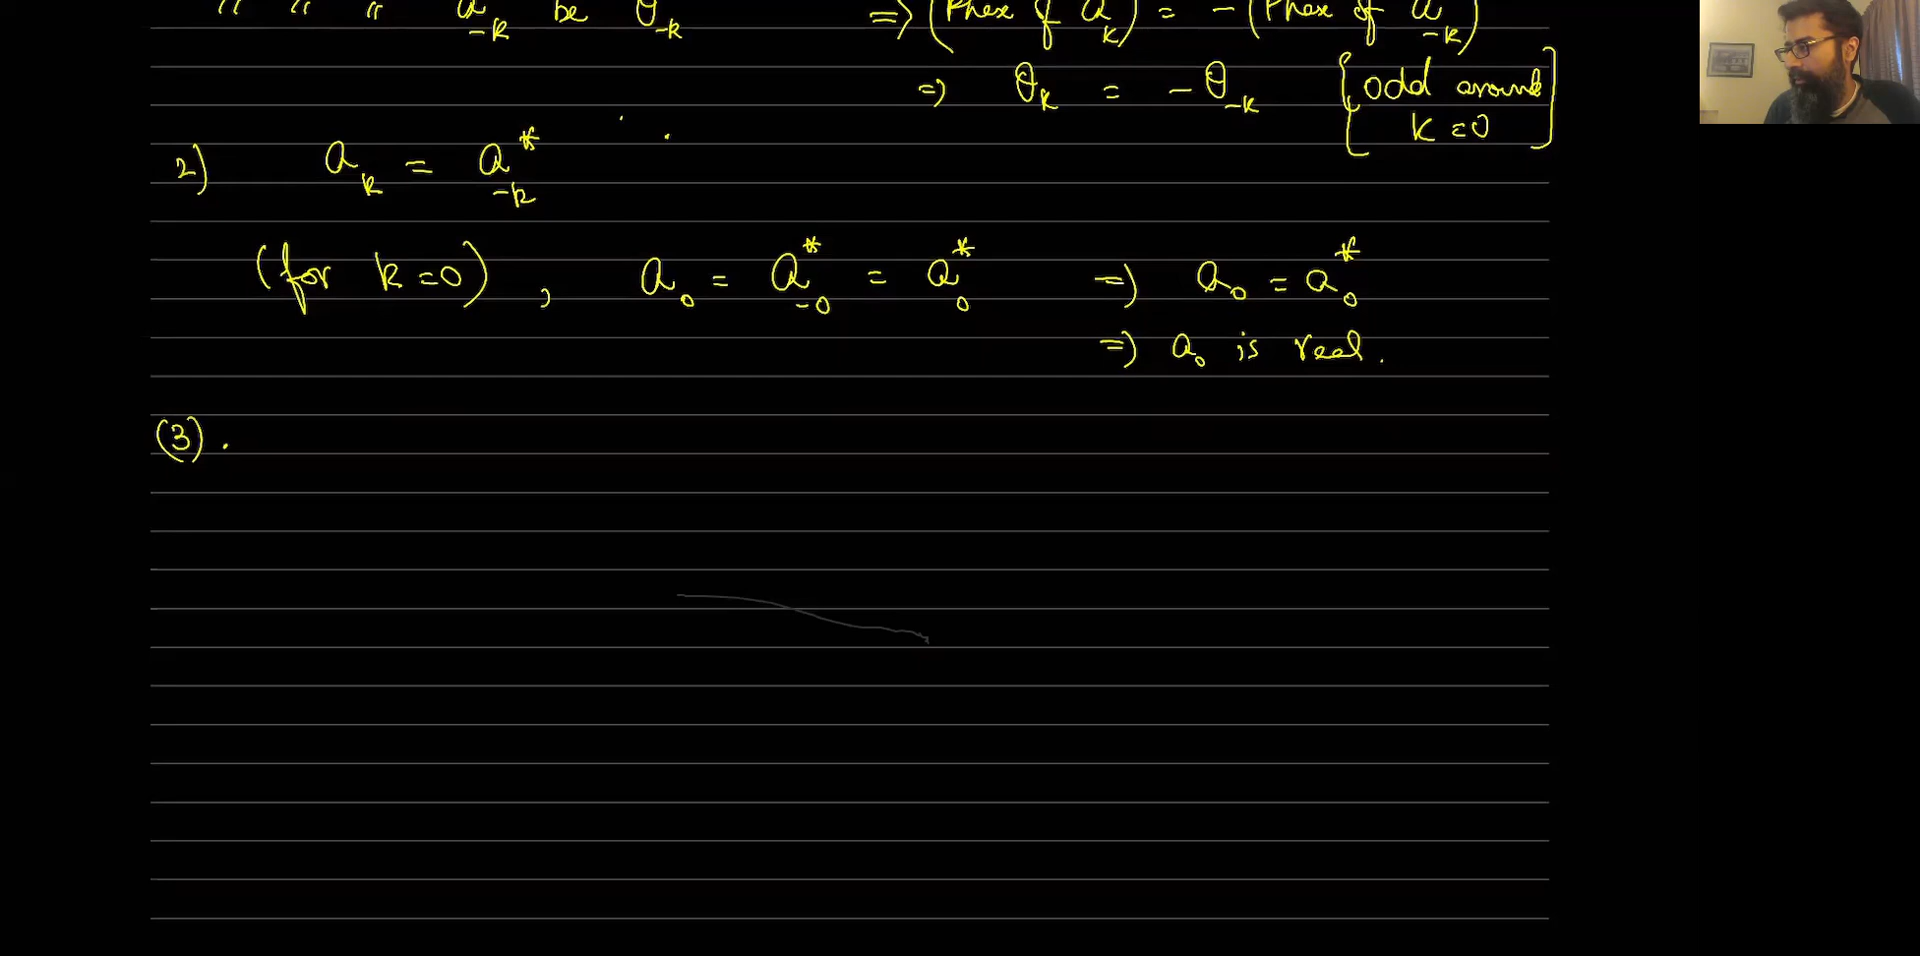 " " " a_-k be θ_-k => (Phase of a_k) = - (Phase of a_-k)
=> θ_k = - θ_-k [odd around k=0]
2) a_k = a*_-k
(for k=0), a_0 = a*_-0 = a*_0 => a_0 = a*_0
=> a_0 is real.
(3).